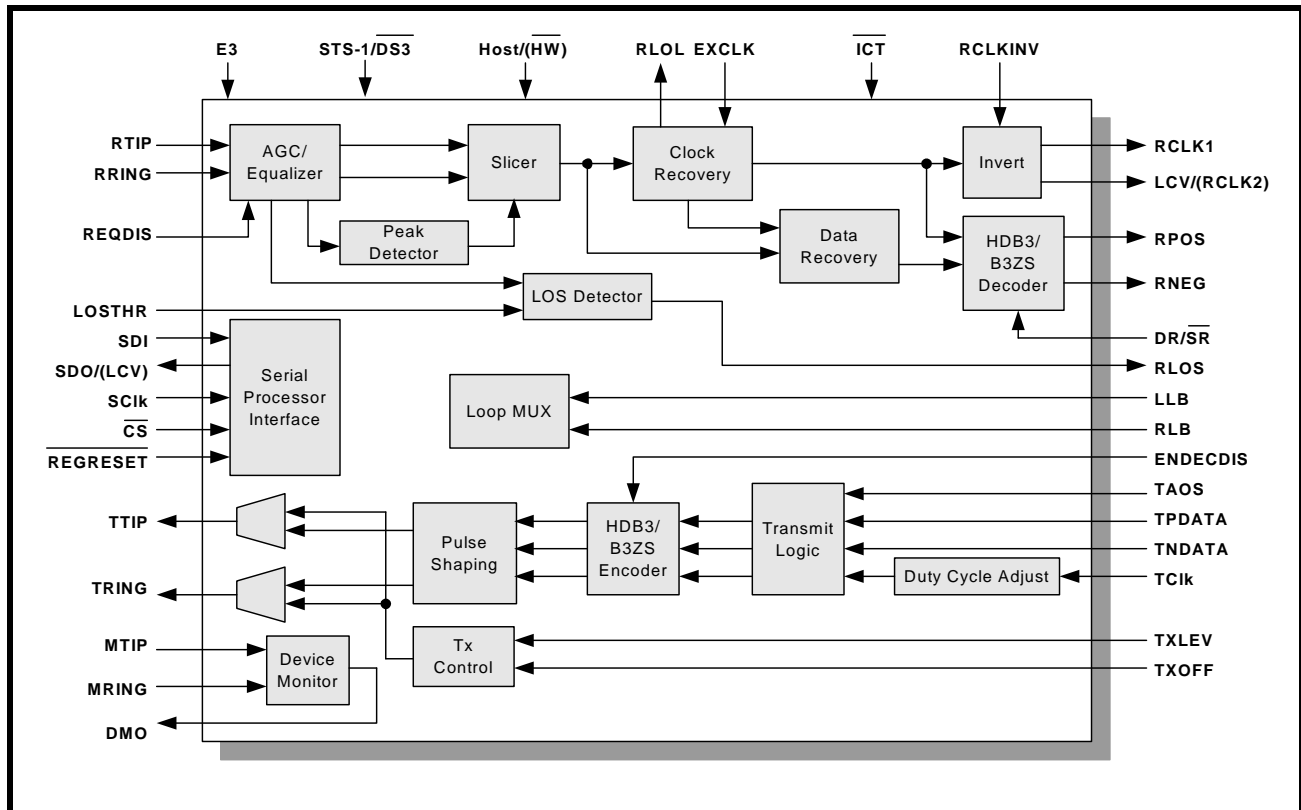 E3
STS-1/DS3
Host/(HW)
RLOL
EXCLK
ICT
RCLKINV
RTIP
RRING
REQDIS
LOSTHR
SDI
SDO/(LCV)
SClk
CS
REGRESET
TTIP
TRING
MTIP
MRING
DMO
AGC/
Equalizer
Slicer
Peak
Detector
LOS Detector
Clock
Recovery
Data
Recovery
Invert
HDB3/
B3ZS
Decoder
Serial
Processor
Interface
Loop MUX
Pulse
Shaping
HDB3/
B3ZS
Encoder
Transmit
Logic
Duty Cycle Adjust
Tx
Control
Device
Monitor
RCLK1
LCV/(RCLK2)
RPOS
RNEG
DR/SR
RLOS
LLB
RLB
ENDECDIS
TAOS
TPDATA
TNDATA
TClk
TXLEV
TXOFF